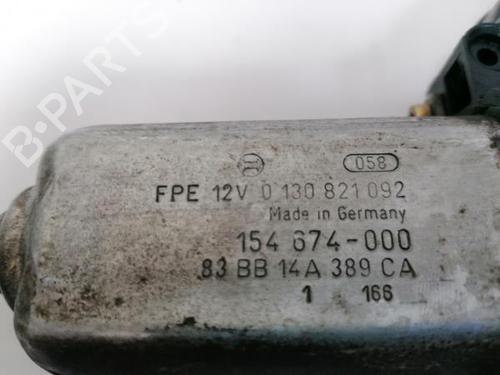 B-PARTS
058
FPE 12V 0 130 821 092
Made in Germany
154 674-000
83 BB 14A 389 CA
1 166